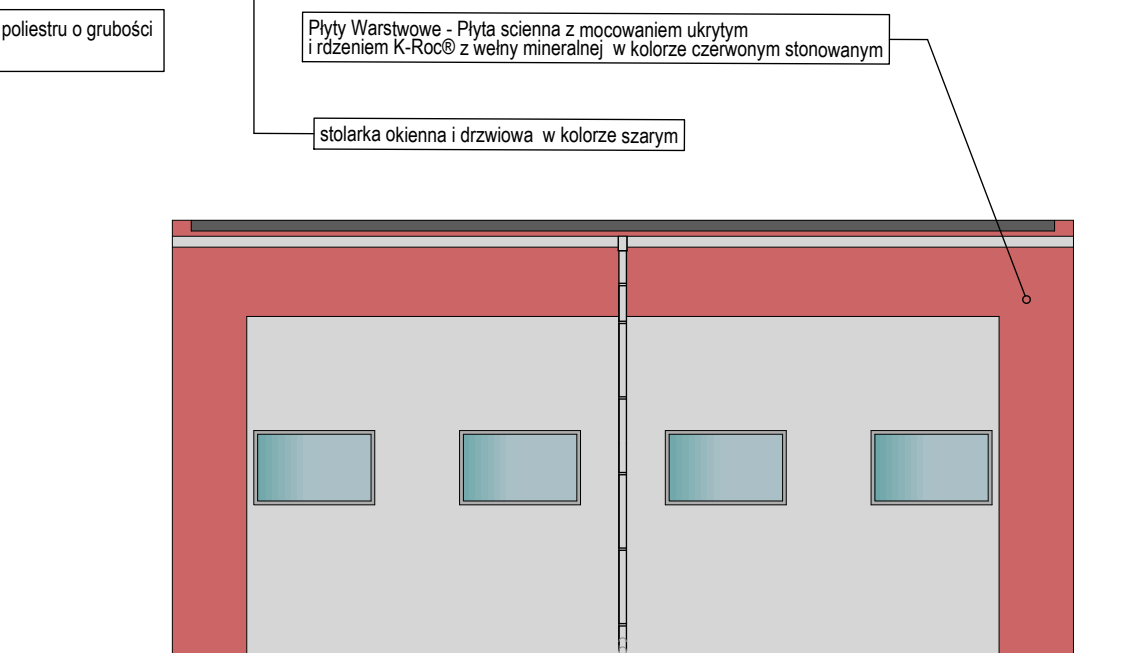 poliestru o grubości
Płyty Warstwowe - Płyta scienna z mocowaniem ukrytym
i rdzeniem K-Roc® z wełny mineralnej w kolorze czerwonym stonowanym
stolarka okienna i drzwiowa w kolorze szarym